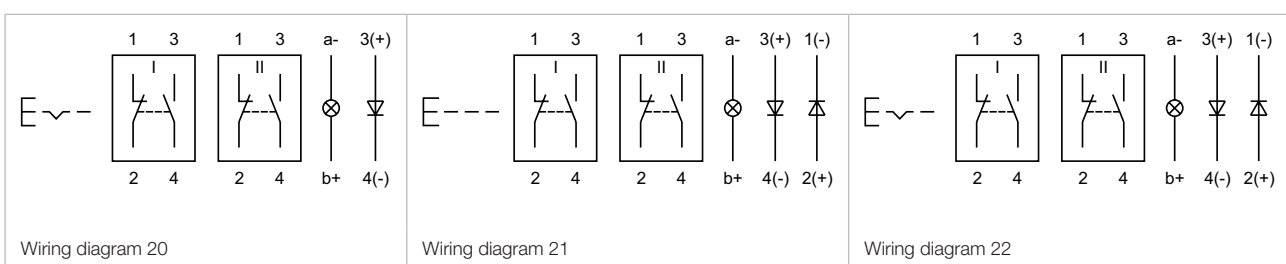 1 3 1 3 a- 3(+)
I II
2 4 2 4 b+ 4(-)
Wiring diagram 20
1 3 1 3 a- 3(+) 1(-)
I II
2 4 2 4 b+ 4(-) 2(+)
Wiring diagram 21
1 3 1 3 a- 3(+) 1(-)
I II
2 4 2 4 b+ 4(-) 2(+)
Wiring diagram 22